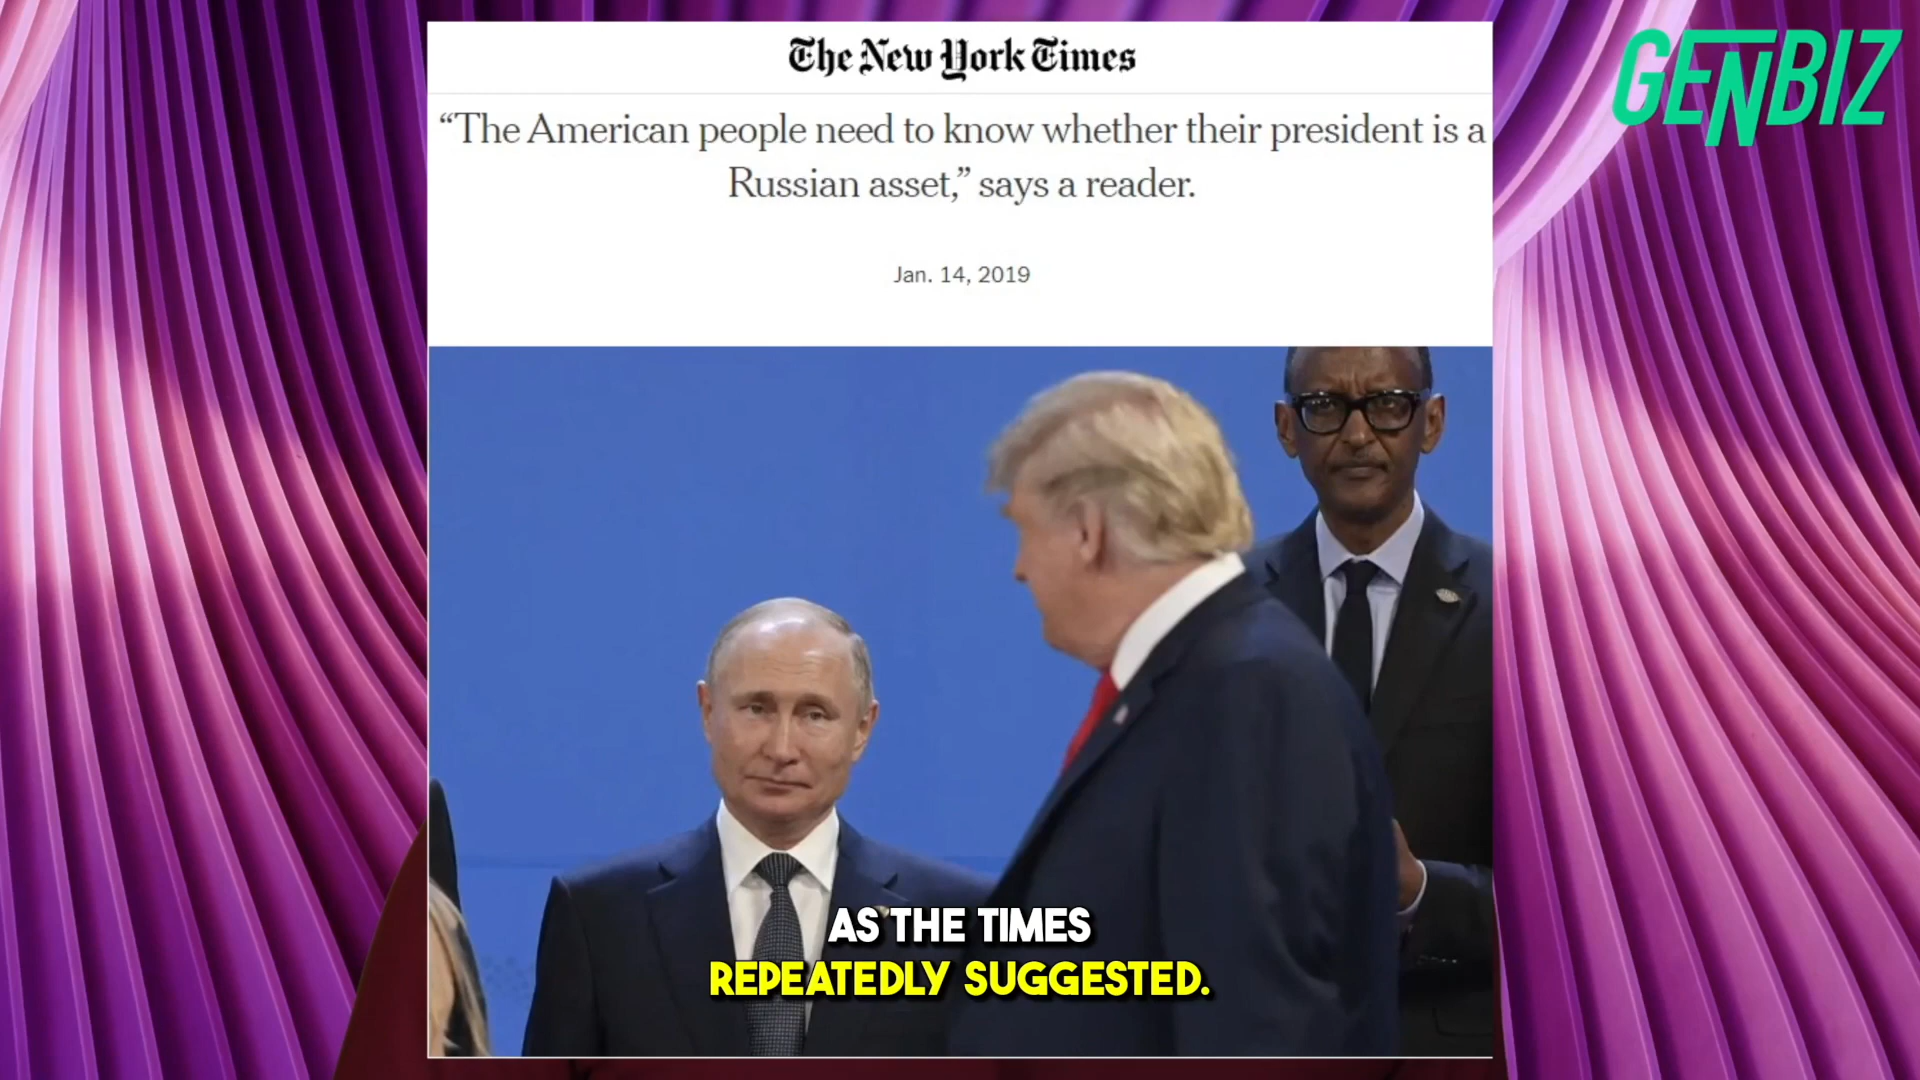 The New York Times
GENBIZ
“The American people need to know whether their president is a
Russian asset,” says a reader.
Jan. 14, 2019
AS THE TIMES
REPEATEDLY SUGGESTED.